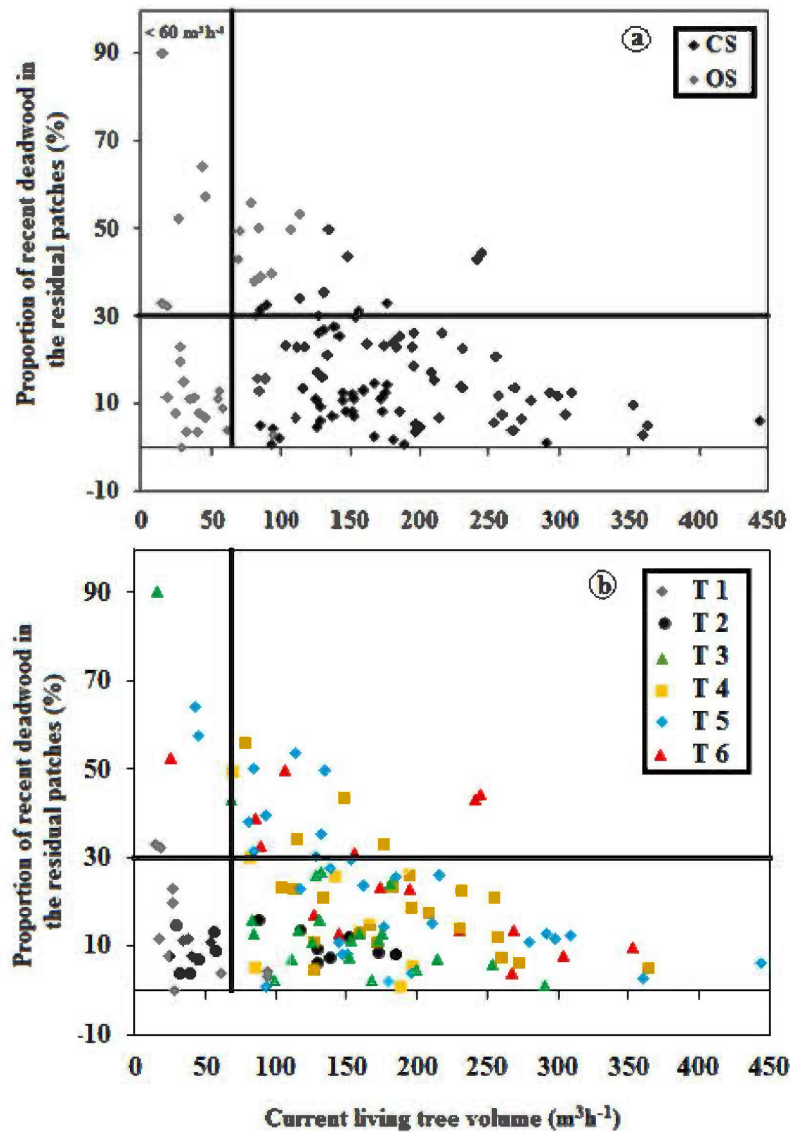 < 60 m³h⁻¹
ⓐ
CS
OS
Proportion of recent deadwood in
the residual patches (%)
90
70
50
30
10
-10
0 50 100 150 200 250 300 350 400 450
ⓑ
T 1
T 2
T 3
T 4
T 5
T 6
Proportion of recent deadwood in
the residual patches (%)
90
70
50
30
10
-10
0 50 100 150 200 250 300 350 400 450
Current living tree volume (m³h⁻¹)